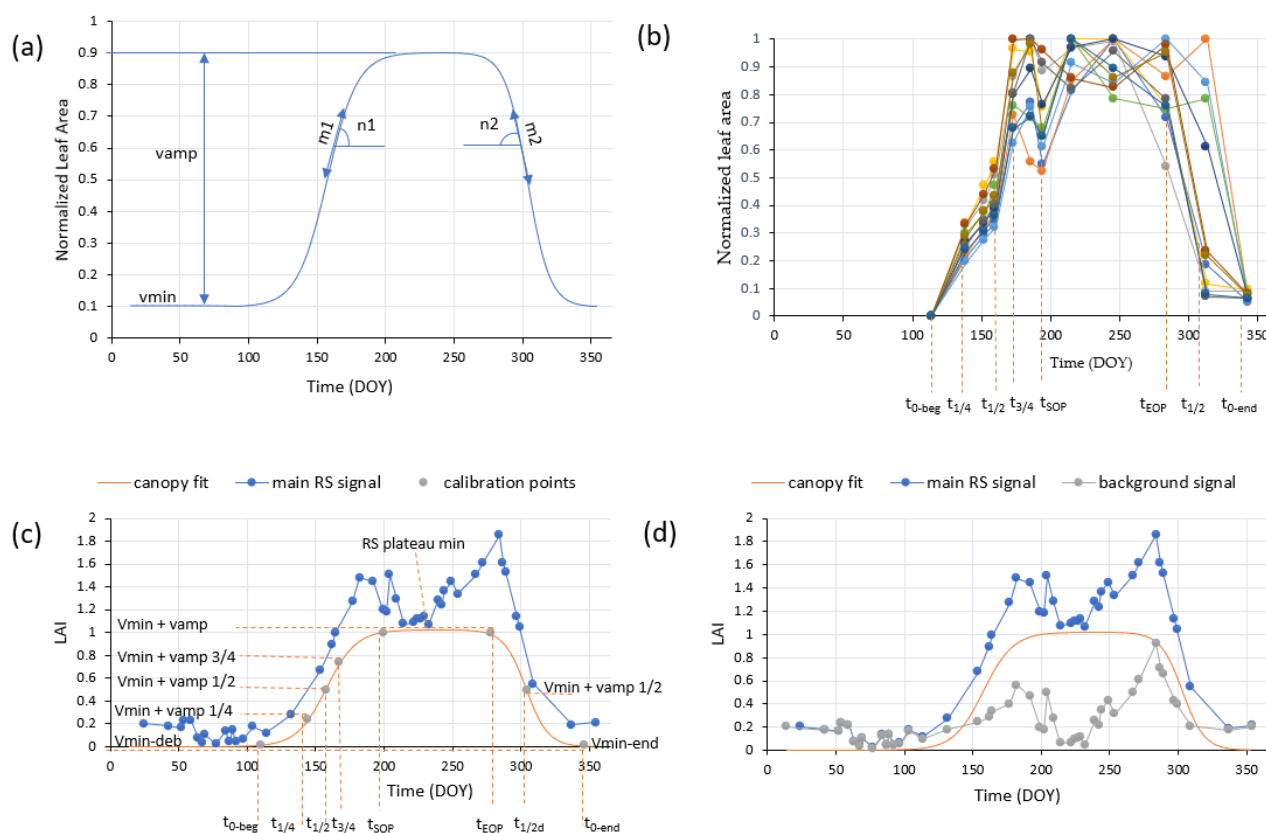 (a)
Normalized Leaf Area
1
0.9
0.8
0.7
0.6
0.5
0.4
0.3
0.2
0.1
0
vamp
vmin
m1
n1
n2
m2
0 50 100 150 200 250 300 350
Time (DOY)
(b)
Normalized leaf area
1
0.9
0.8
0.7
0.6
0.5
0.4
0.3
0.2
0.1
0
0 50 100 150 200 250 300 350
Time (DOY)
t0-beg t1/4 t1/2 t3/4 tSOP tEOP t1/2 t0-end
canopy fit main RS signal calibration points
(c)
LAI
2
1.8
1.6
1.4
1.2
1
0.8
0.6
0.4
0.2
0
RS plateau min
Vmin + vamp
Vmin + vamp 3/4
Vmin + vamp 1/2
Vmin + vamp 1/2
Vmin + vamp 1/4
Vmin-deb
Vmin-end
0 50 100 150 200 250 300 350
Time (DOY)
t0-beg t1/4 t1/2 t3/4 tSOP tEOP t1/2d t0-end
canopy fit main RS signal background signal
(d)
LAI
2
1.8
1.6
1.4
1.2
1
0.8
0.6
0.4
0.2
0
0 50 100 150 200 250 300 350
Time (DOY)